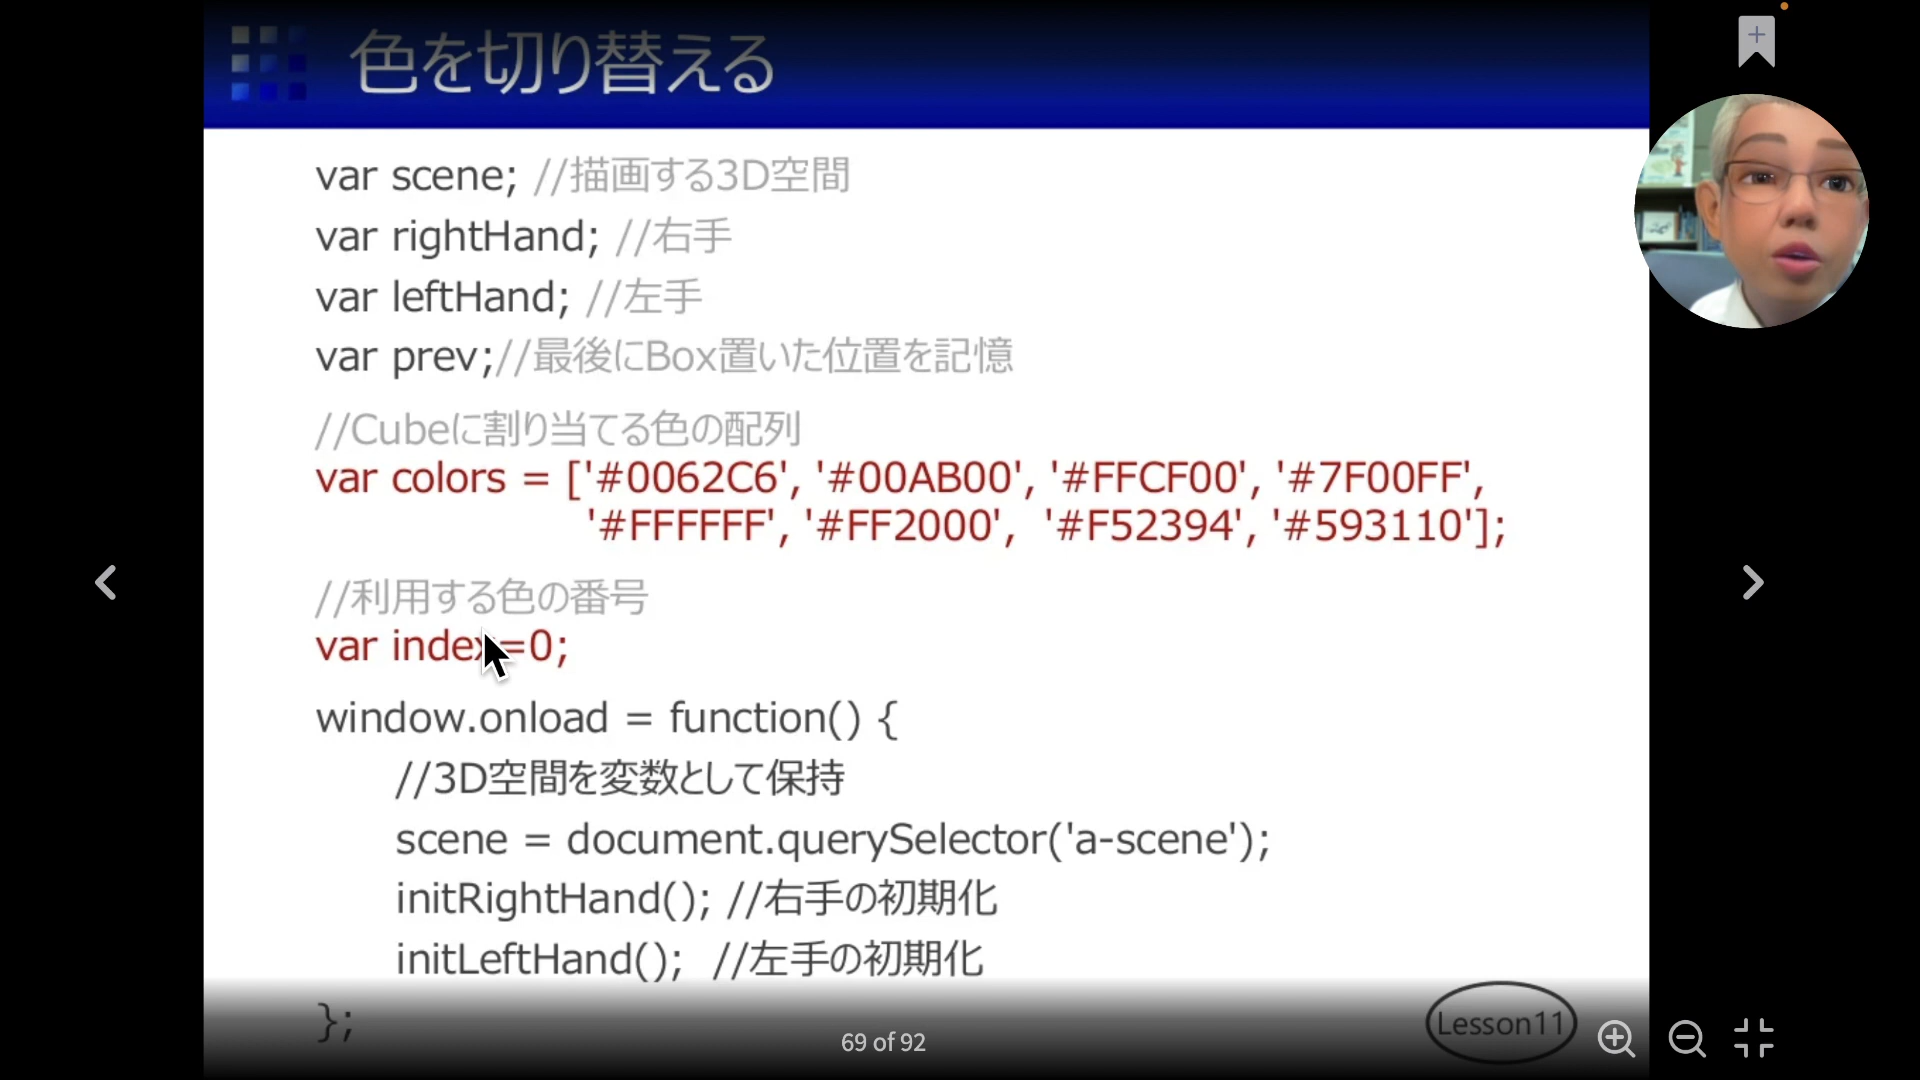 色を切り替える
var scene; //描画する3D空間
var rightHand; //右手
var leftHand; //左手
var prev;//最後にBox置いた位置を記憶
//Cubeに割り当てる色の配列
var colors = ['#0062C6', '#00AB00', '#FFCF00', '#7F00FF',
'#FFFFFF', '#FF2000', '#F52394', '#593110'];
//利用する色の番号
var index=0;
window.onload = function() {
//3D空間を変数として保持
scene = document.querySelector('a-scene');
initRightHand(); //右手の初期化
initLeftHand(); //左手の初期化
};
Lesson11
69 of 92